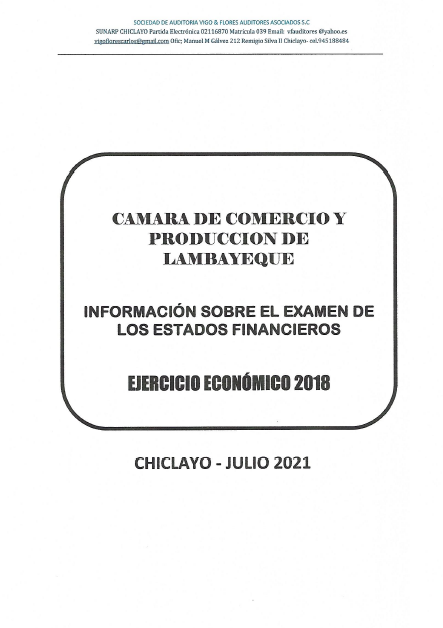 SOCIEDAD DE AUDITORIA VIGO & FLORES AUDITORES ASOCIADOS S.C
SUNARP CHICLAYO Partida Electrónica 02116870 Matricula 039 Email: vfauditores @yahoo.es
vigoflorescarlos@gmail.com Ofic; Manuel M Gálvez 212 Remigio Silva II Chiclayo- cel.945188484
CAMARA DE COMERCIO Y
PRODUCCION DE
LAMBAYEQUE
INFORMACIÓN SOBRE EL EXAMEN DE
LOS ESTADOS FINANCIEROS
EJERCICIO ECONÓMICO 2018
CHICLAYO - JULIO 2021